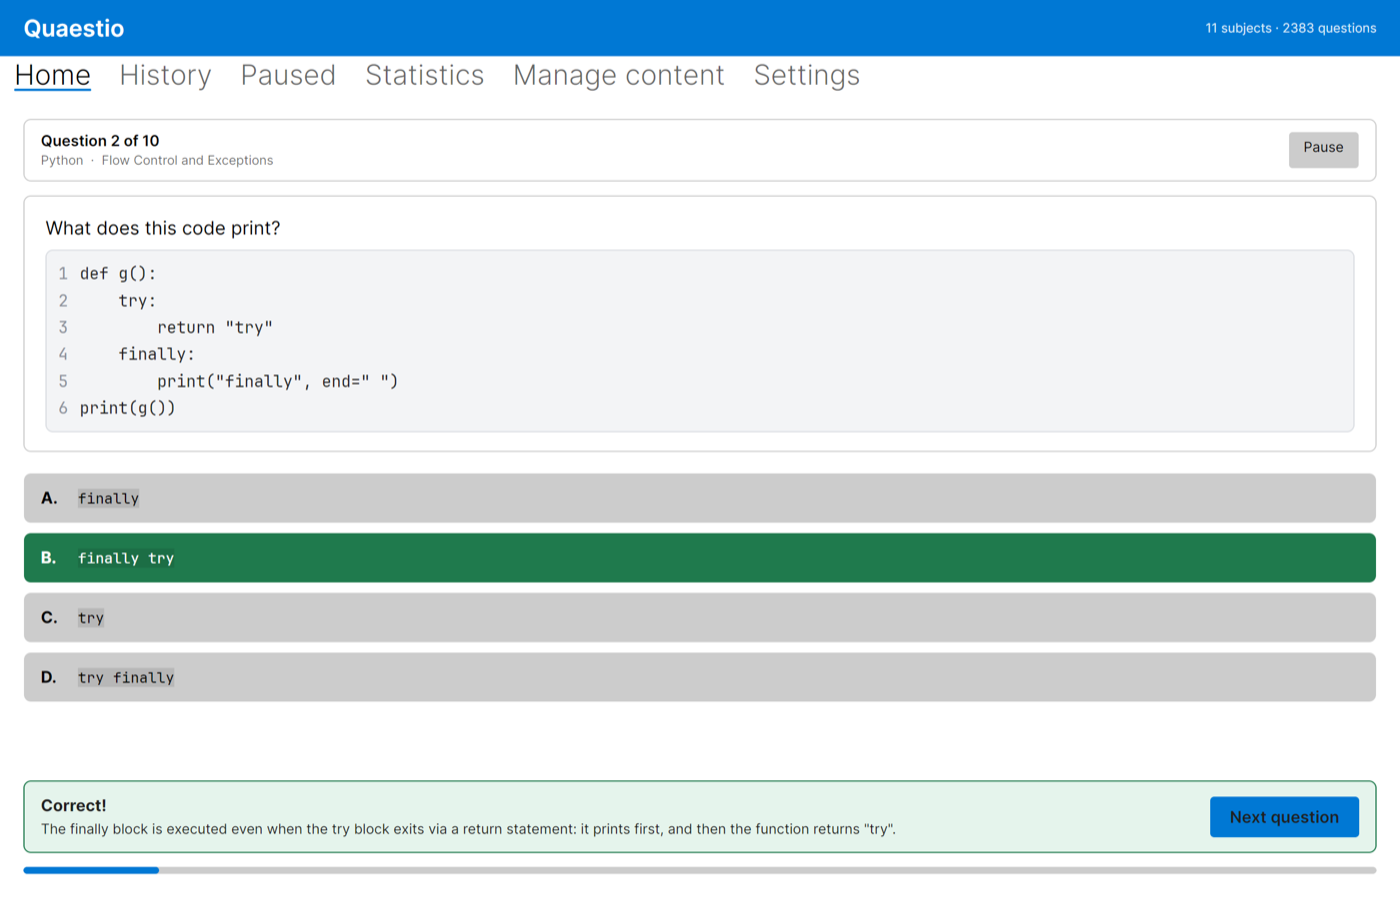 Quaestio
11 subjects · 2383 questions
Home History Paused Statistics Manage content Settings
Question 2 of 10
Python · Flow Control and Exceptions
Pause
What does this code print?
1 def g():
2     try:
3         return "try"
4     finally:
5         print("finally", end=" ")
6 print(g())
A. finally
B. finally try
C. try
D. try finally
Correct!
The finally block is executed even when the try block exits via a return statement: it prints first, and then the function returns "try".
Next question